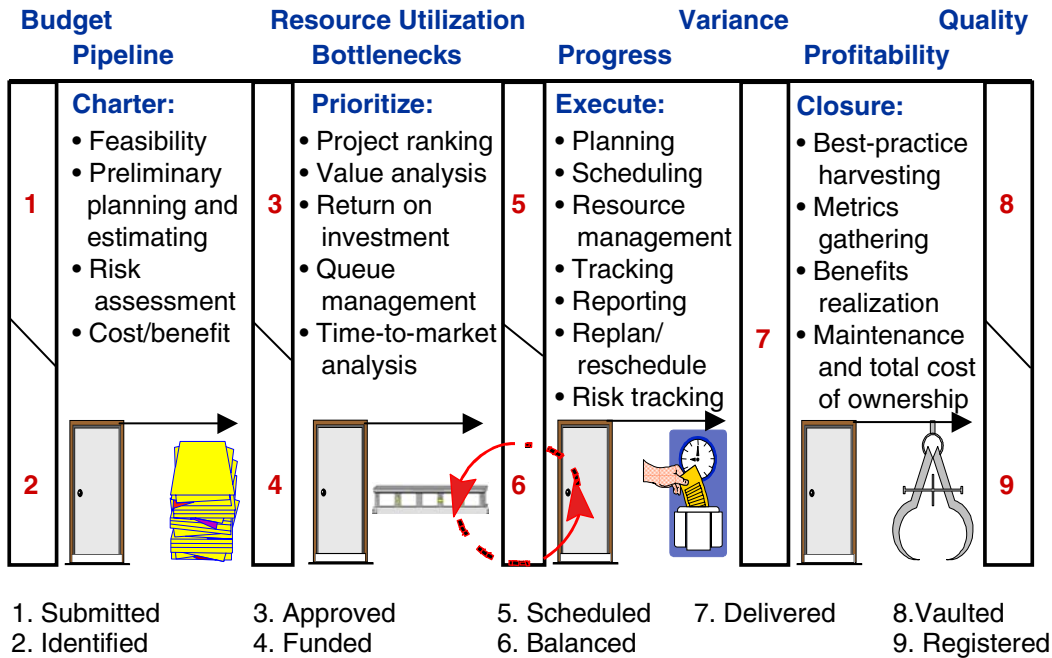 Budget Resource Utilization Variance Quality
Pipeline Bottlenecks Progress Profitability
1
2
Charter:
• Feasibility
• Preliminary
planning and
estimating
• Risk
assessment
• Cost/benefit
3
4
Prioritize:
• Project ranking
• Value analysis
• Return on
investment
• Queue
management
• Time-to-market
analysis
5
6
Execute:
• Planning
• Scheduling
• Resource
management
• Tracking
• Reporting
• Replan/
reschedule
• Risk tracking
7
Closure:
• Best-practice
harvesting
• Metrics
gathering
• Benefits
realization
• Maintenance
and total cost
of ownership
8
9
1. Submitted
2. Identified
3. Approved
4. Funded
5. Scheduled
6. Balanced
7. Delivered
8.Vaulted
9. Registered